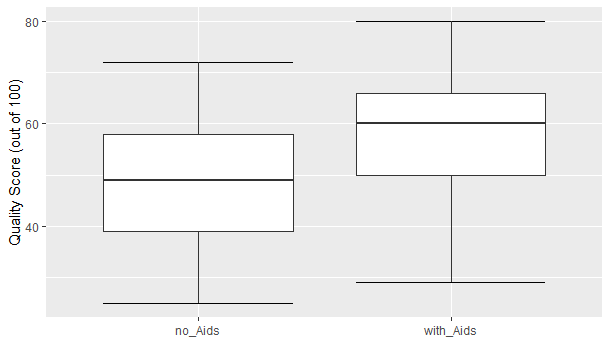 Quality Score (out of 100)
80
60
40
no_Aids
with_Aids